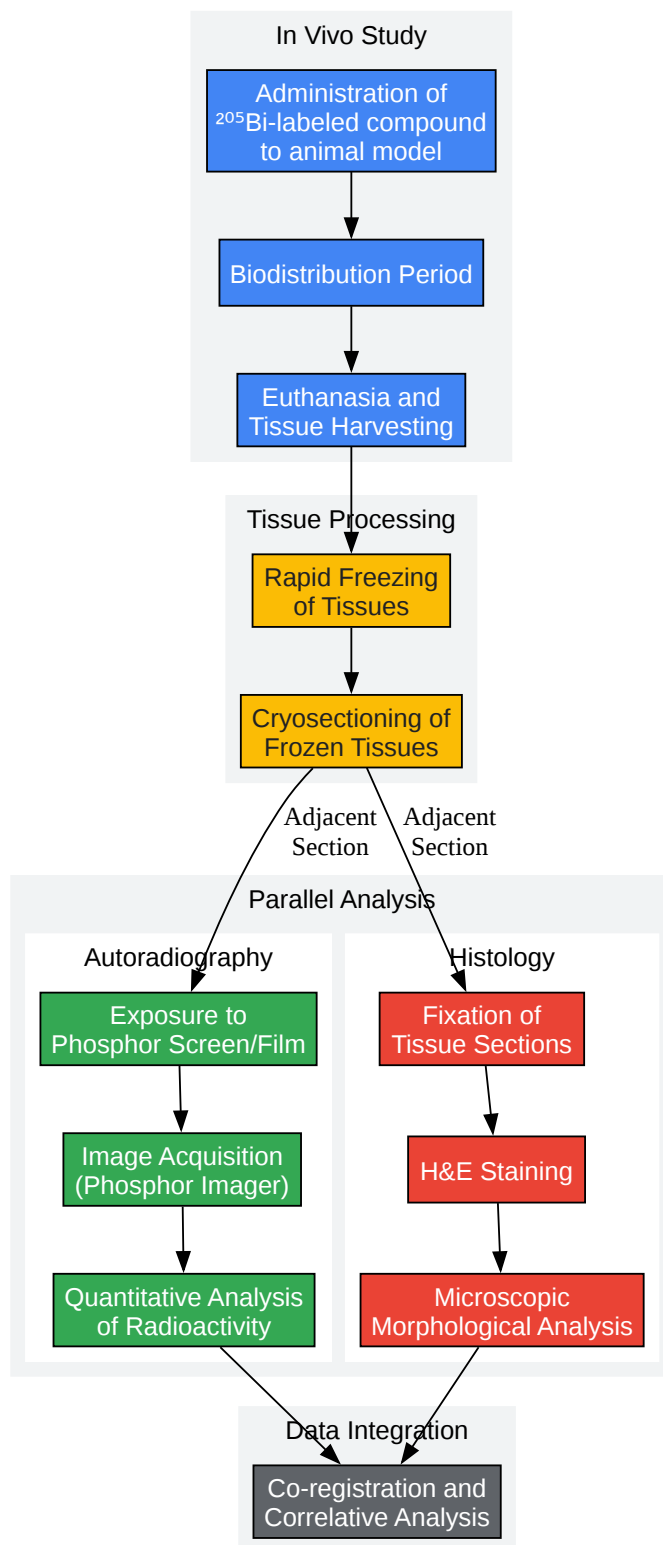 In Vivo Study
Administration of
²⁰⁵Bi-labeled compound
to animal model
Biodistribution Period
Euthanasia and
Tissue Harvesting
Tissue Processing
Rapid Freezing
of Tissues
Cryosectioning of
Frozen Tissues
Adjacent
Section
Adjacent
Section
Parallel Analysis
Autoradiography
Exposure to
Phosphor Screen/Film
Image Acquisition
(Phosphor Imager)
Quantitative Analysis
of Radioactivity
Histology
Fixation of
Tissue Sections
H&E Staining
Microscopic
Morphological Analysis
Data Integration
Co-registration and
Correlative Analysis